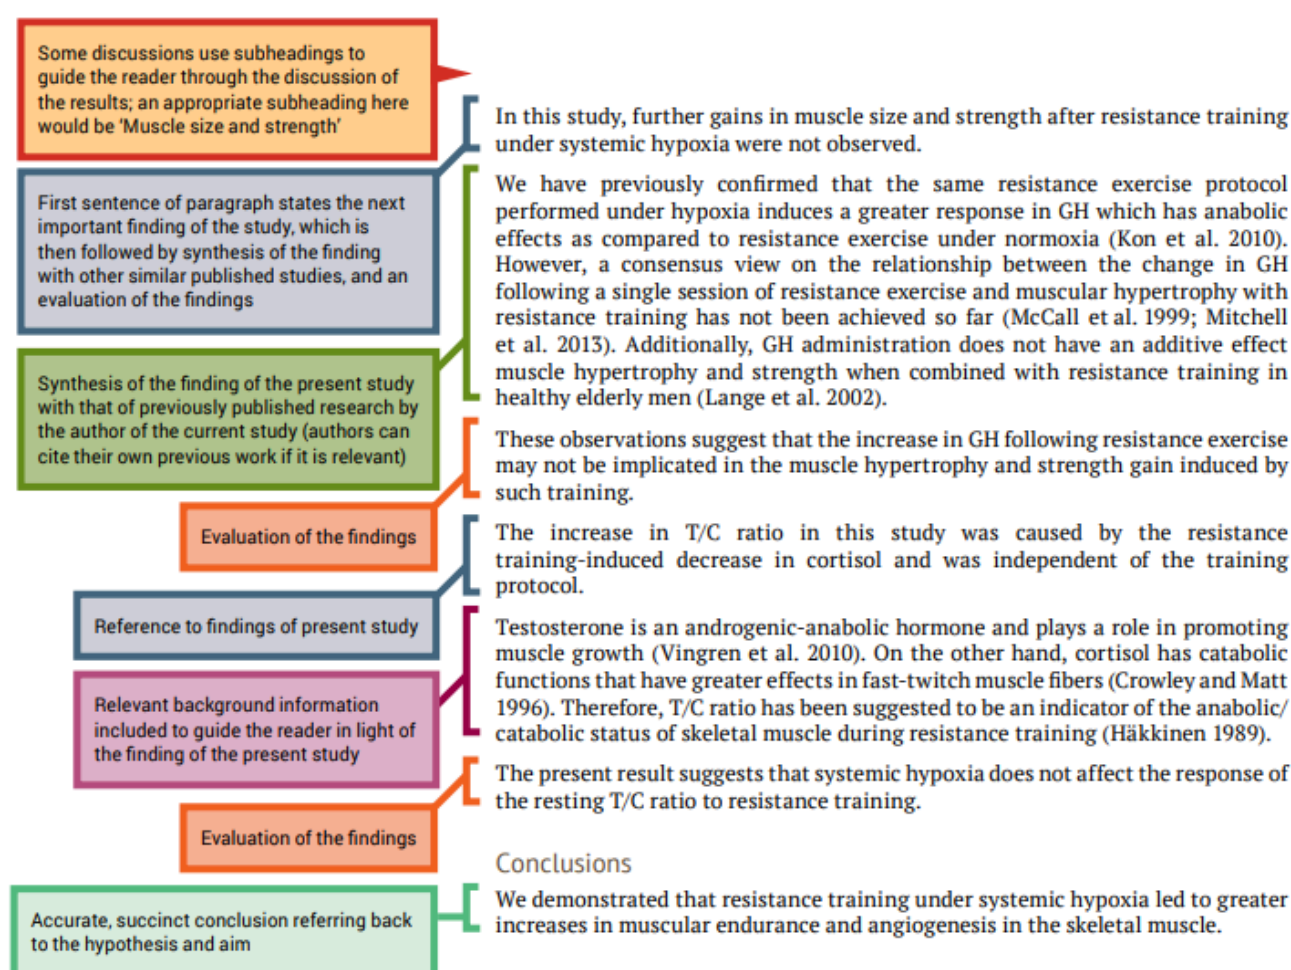 Some discussions use subheadings to
guide the reader through the discussion of
the results; an appropriate subheading here
would be ‘Muscle size and strength’
First sentence of paragraph states the next
important finding of the study, which is
then followed by synthesis of the finding
with other similar published studies, and an
evaluation of the findings
Synthesis of the finding of the present study
with that of previously published research by
the author of the current study (authors can
cite their own previous work if it is relevant)
Evaluation of the findings
Reference to findings of present study
Relevant background information
included to guide the reader in light of
the finding of the present study
Evaluation of the findings
Accurate, succinct conclusion referring back
to the hypothesis and aim
In this study, further gains in muscle size and strength after resistance training
under systemic hypoxia were not observed.
We have previously confirmed that the same resistance exercise protocol
performed under hypoxia induces a greater response in GH which has anabolic
effects as compared to resistance exercise under normoxia (Kon et al. 2010).
However, a consensus view on the relationship between the change in GH
following a single session of resistance exercise and muscular hypertrophy with
resistance training has not been achieved so far (McCall et al. 1999; Mitchell
et al. 2013). Additionally, GH administration does not have an additive effect
muscle hypertrophy and strength when combined with resistance training in
healthy elderly men (Lange et al. 2002).
These observations suggest that the increase in GH following resistance exercise
may not be implicated in the muscle hypertrophy and strength gain induced by
such training.
The increase in T/C ratio in this study was caused by the resistance
training-induced decrease in cortisol and was independent of the training
protocol.
Testosterone is an androgenic-anabolic hormone and plays a role in promoting
muscle growth (Vingren et al. 2010). On the other hand, cortisol has catabolic
functions that have greater effects in fast-twitch muscle fibers (Crowley and Matt
1996). Therefore, T/C ratio has been suggested to be an indicator of the anabolic/
catabolic status of skeletal muscle during resistance training (Häkkinen 1989).
The present result suggests that systemic hypoxia does not affect the response of
the resting T/C ratio to resistance training.
Conclusions
We demonstrated that resistance training under systemic hypoxia led to greater
increases in muscular endurance and angiogenesis in the skeletal muscle.